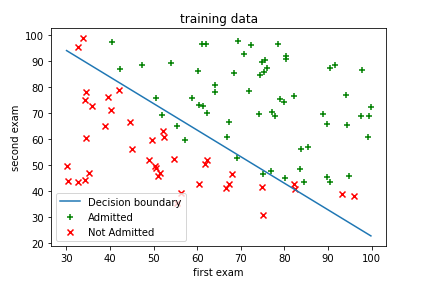 training data
100
90
80
70
60
50
40
30
20
second exam
Decision boundary
Admitted
Not Admitted
30 40 50 60 70 80 90 100
first exam